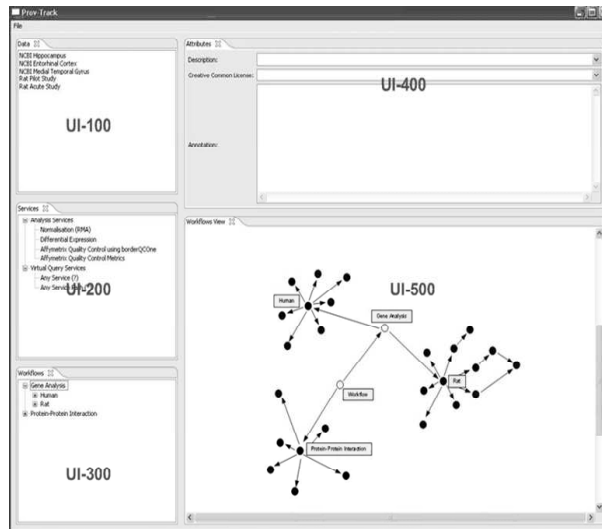 Prov-Track
File
Data
NCBI Hippocampus
NCBI Entorhinal Cortex
NCBI Medial Temporal Gyrus
Rat Pilot Study
Rat Acute Study
UI-100
Attributes
Description:
Creative Common License:
UI-400
Annotation:
Services
Analysis Services
Normalisation (RMA)
Differential Expression
Affymetrix Quality Control using borderQCOne
Affymetrix Quality Control Metrics
Virtual Query Services
Any Service (?)
Any Service
UI-200
Workflows
Gene Analysis
Human
Rat
Protein-Protein Interaction
UI-300
Workflows View
UI-500
Human
Gene Analysis
Rat
Workflow
Protein-Protein Interaction